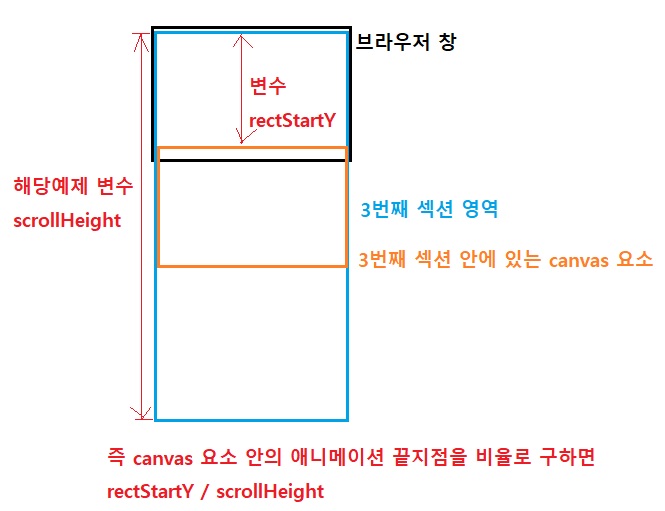 브라우저 창
변수
rectStartY
해당예제 변수
scrollHeight
3번째 섹션 영역
3번째 섹션 안에 있는 canvas 요소
즉 canvas 요소 안의 애니메이션 끝지점을 비율로 구하면
rectStartY / scrollHeight